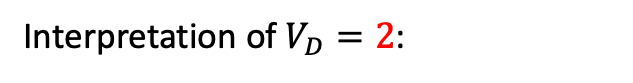 Interpretation of V_D = 2: